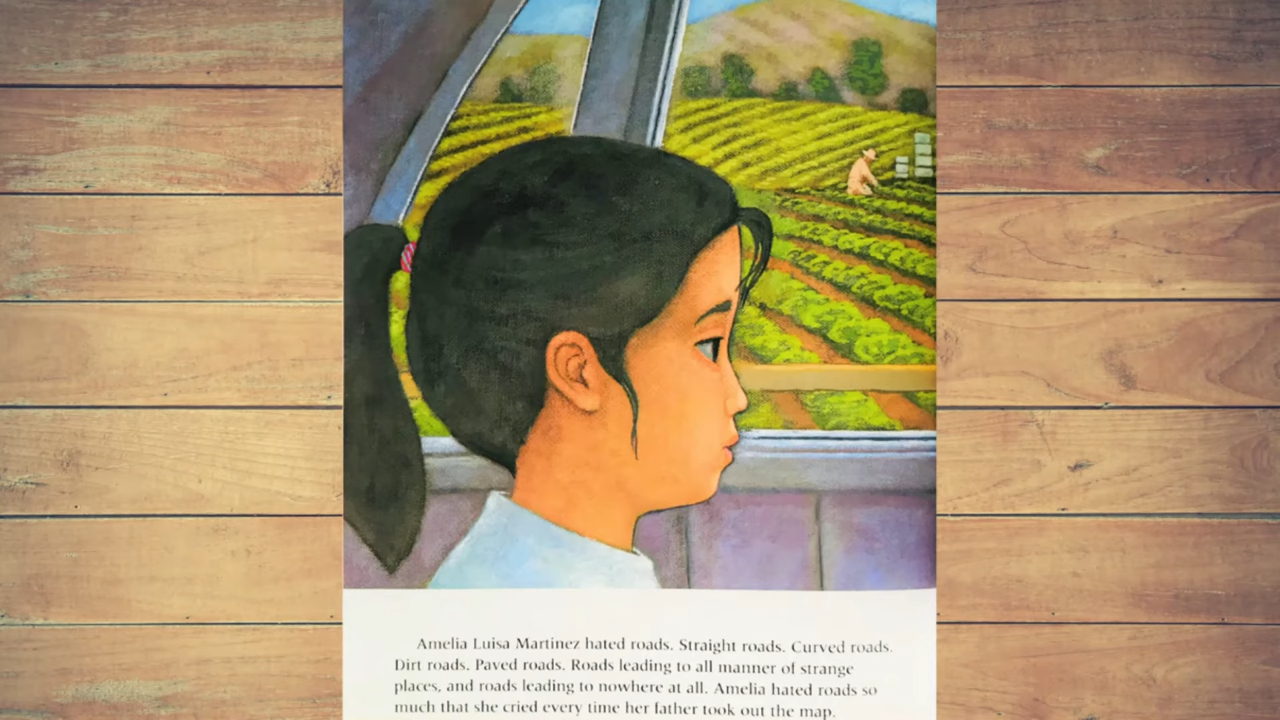 Amelia Luisa Martinez hated roads. Straight roads. Curved roads.
Dirt roads. Paved roads. Roads leading to all manner of strange
places, and roads leading to nowhere at all. Amelia hated roads so
much that she cried every time her father took out the map.